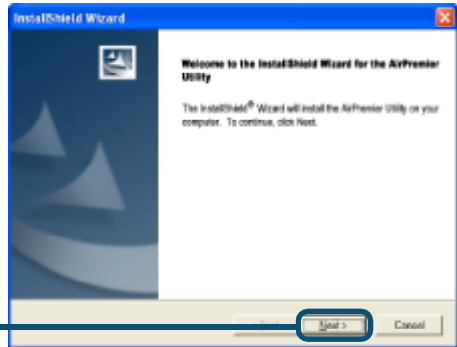 InstallShield Wizard
Welcome to the InstallShield Wizard for the AirPremier
Utility
The InstallShield® Wizard will install the AirPremier Utility on your
computer. To continue, click Next.
Next > Cancel